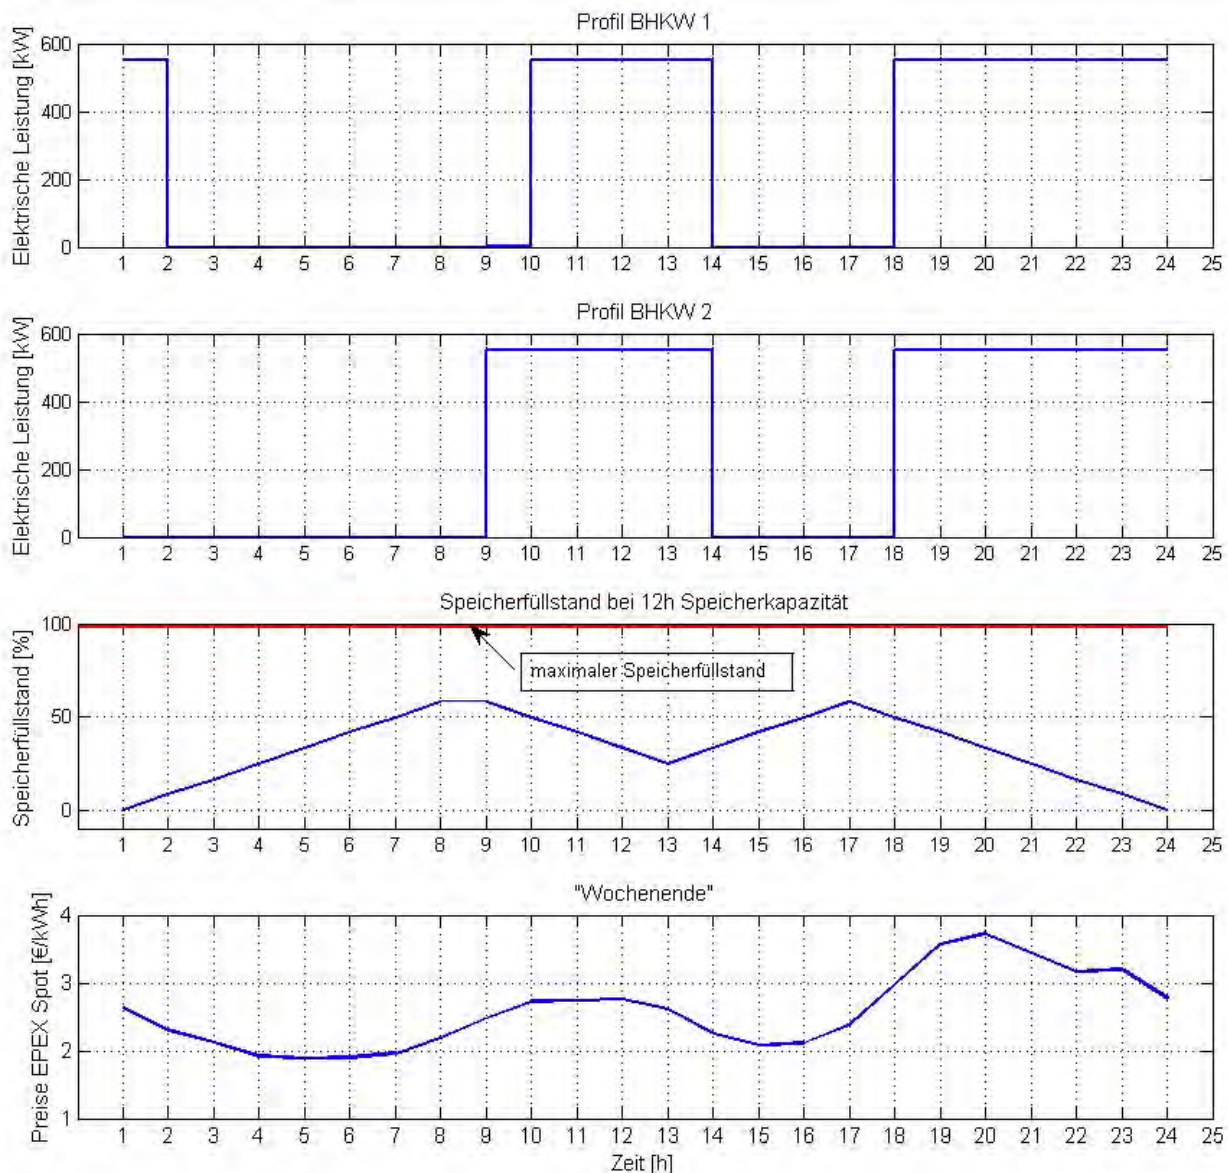 Profil BHKW 1
Elektrische Leistung [kW]
600
400
200
0
1 2 3 4 5 6 7 8 9 10 11 12 13 14 15 16 17 18 19 20 21 22 23 24 25
Profil BHKW 2
Elektrische Leistung [kW]
600
400
200
0
1 2 3 4 5 6 7 8 9 10 11 12 13 14 15 16 17 18 19 20 21 22 23 24 25
Speicherfüllstand bei 12h Speicherkapazität
Speicherfüllstand [%]
100
50
0
maximaler Speicherfüllstand
1 2 3 4 5 6 7 8 9 10 11 12 13 14 15 16 17 18 19 20 21 22 23 24 25
"Wochenende"
Preise EPEX Spot [€/kWh]
4
3
2
1
1 2 3 4 5 6 7 8 9 10 11 12 13 14 15 16 17 18 19 20 21 22 23 24 25
Zeit [h]